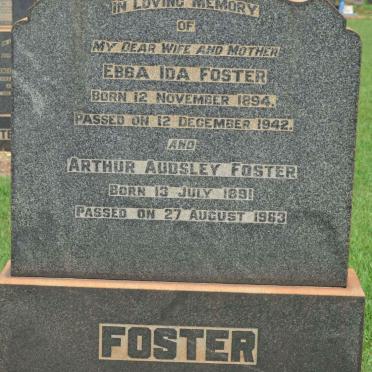 IN LOVING MEMORY
OF
MY DEAR WIFE AND MOTHER
EBBA IDA FOSTER
BORN 12 NOVEMBER 1894.
PASSED ON 12 DECEMBER 1942.
AND
ARTHUR AUDSLEY FOSTER
BORN 13 JULY 1891
PASSED ON 27 AUGUST 1963
FOSTER